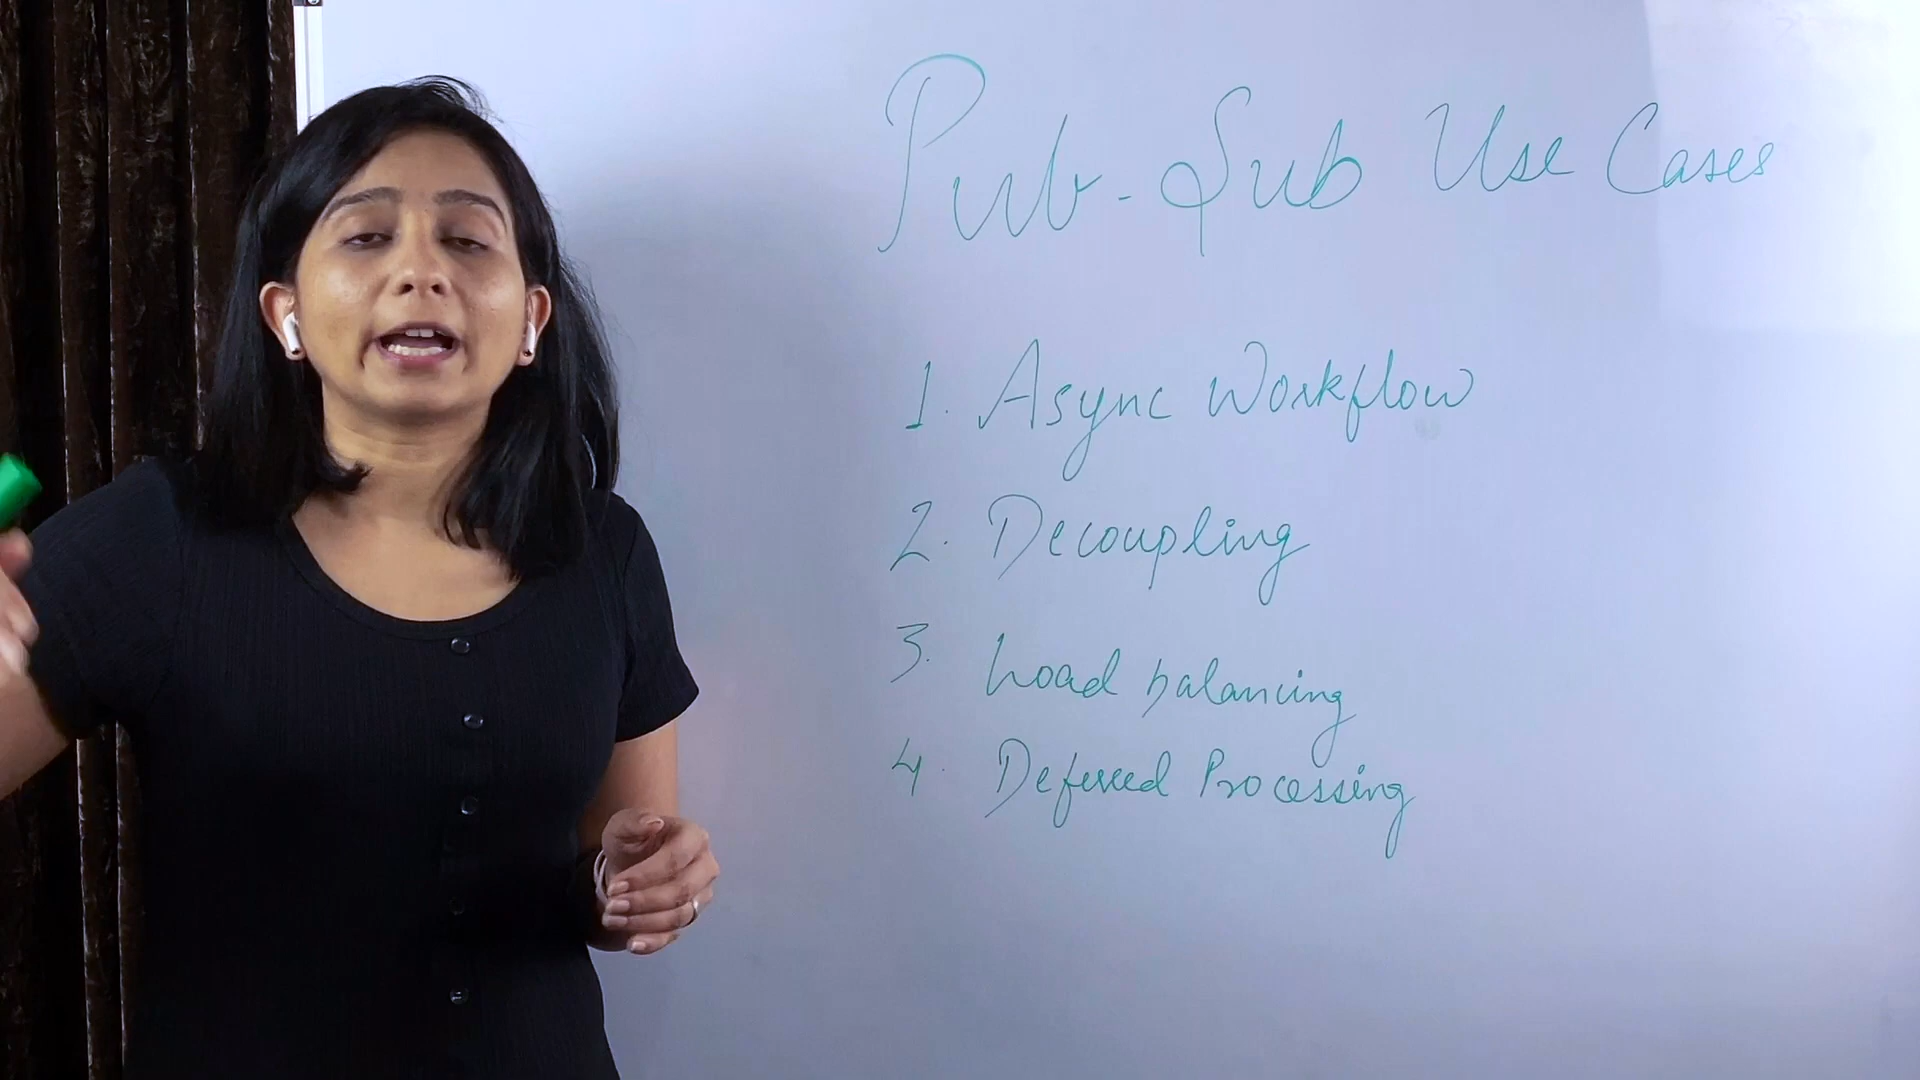 Pub-Sub Use Cases
1. Async Workflow
2. Decoupling
3. Load balancing
4. Deferred Processing